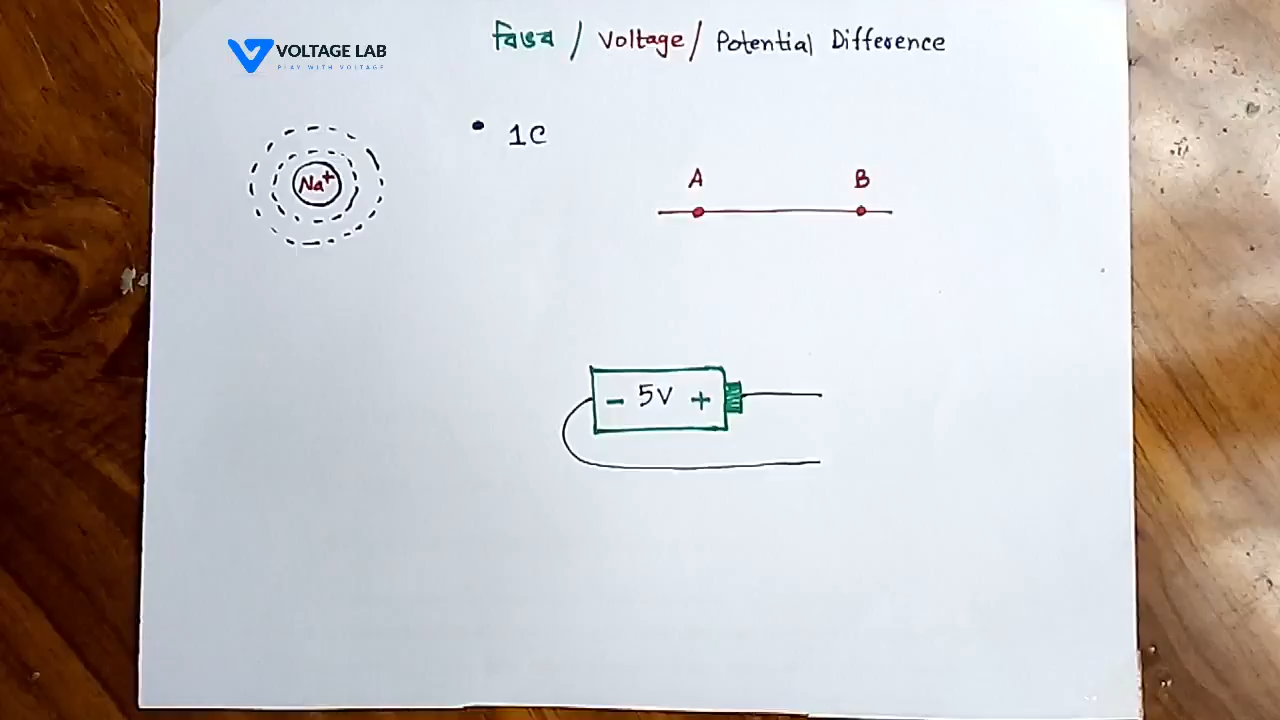 বিভব / Voltage / Potential Difference
VOLTAGE LAB
PLAY WITH VOLTAGE
1C
Na+
A B
- 5V +